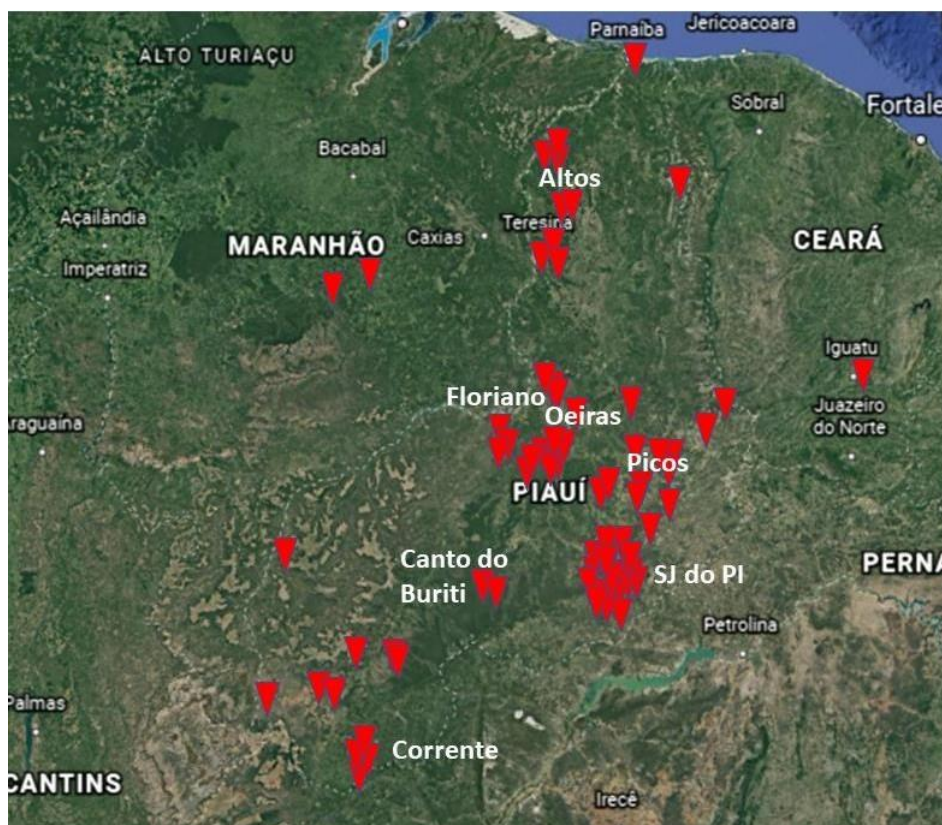 Parnaíba
Jericoacoara
ALTO TURIAÇU
Sobral
Fortale
Bacabal
Altos
Açailândia
Teresina
Caxias
MARANHÃO
CEARÁ
Imperatriz
Iguatu
Floriano
Oeiras
Juazeiro
do Norte
Araguaína
Picos
PIAUÍ
Canto do
Buriti
SJ do PI
PERNA
Petrolina
Palmas
Corrente
CANTINS
Irecê